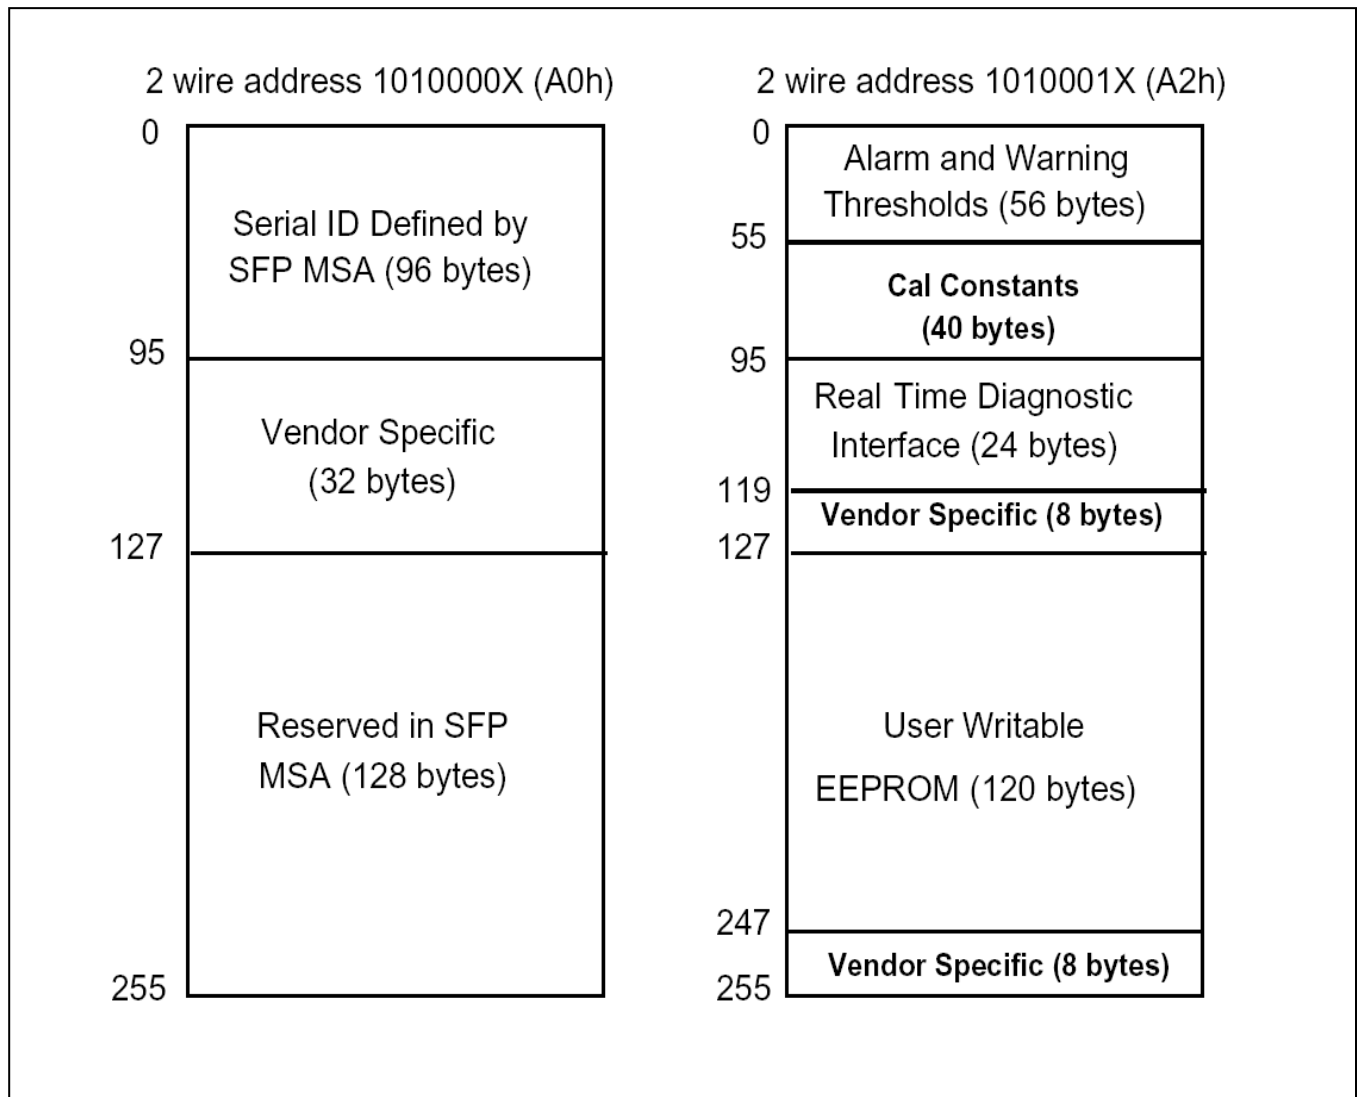 2 wire address 1010000X (A0h)
0
Serial ID Defined by
SFP MSA (96 bytes)
95
Vendor Specific
(32 bytes)
127
Reserved in SFP
MSA (128 bytes)
255
2 wire address 1010001X (A2h)
0
Alarm and Warning
Thresholds (56 bytes)
55
Cal Constants
(40 bytes)
95
Real Time Diagnostic
Interface (24 bytes)
119
Vendor Specific (8 bytes)
127
User Writable
EEPROM (120 bytes)
247
Vendor Specific (8 bytes)
255